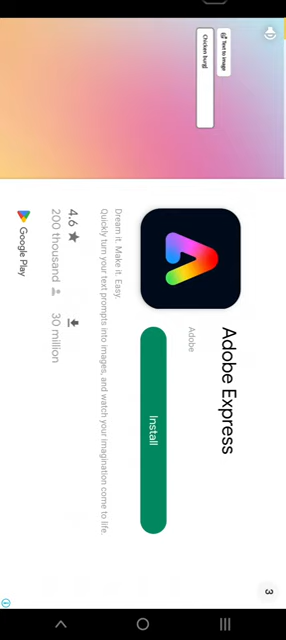 Text to image
Chicken burg
Adobe Express
Adobe
Install
Dream it. Make it. Easy.
Quickly turn your text prompts into images, and watch your imagination come to life.
4.6 ★
200 thousand
30 million
Google Play
3